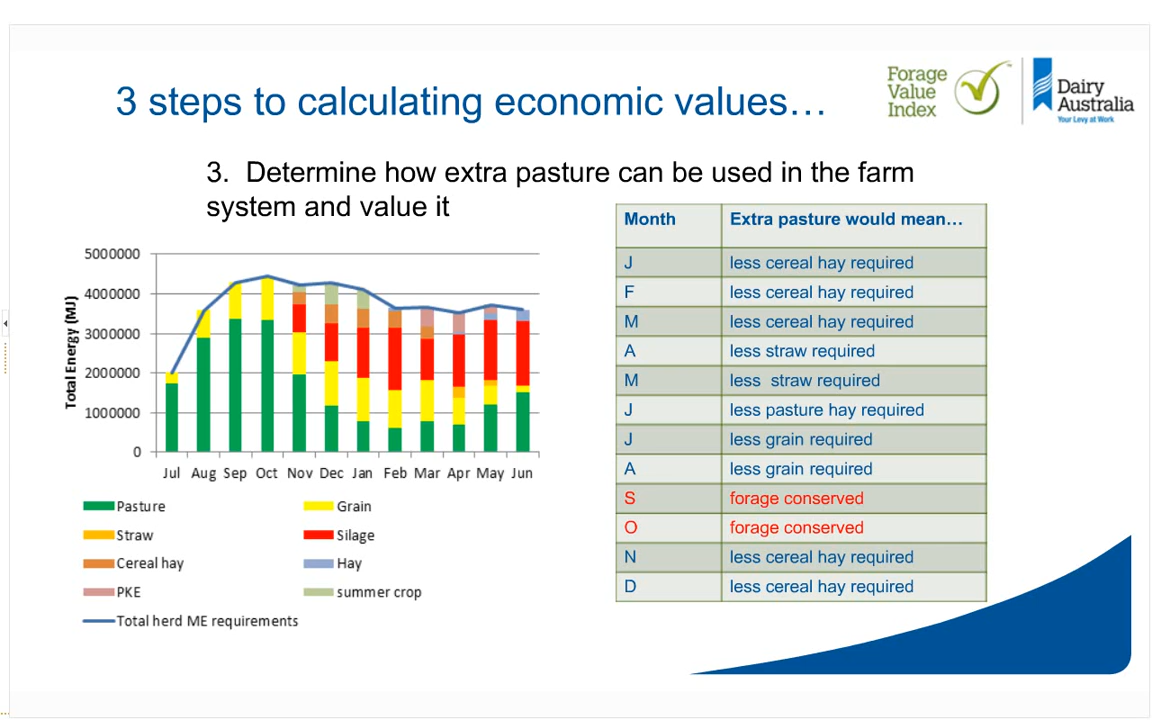 3 steps to calculating economic values…
Forage
Value
Index
™
Dairy
Australia
Your Levy at Work
3. Determine how extra pasture can be used in the farm
system and value it
Total Energy (MJ)
5000000
4000000
3000000
2000000
1000000
0
Jul Aug Sep Oct Nov Dec Jan Feb Mar Apr May Jun
Pasture Grain
Straw Silage
Cereal hay Hay
PKE summer crop
Total herd ME requirements
Month Extra pasture would mean…
J less cereal hay required
F less cereal hay required
M less cereal hay required
A less straw required
M less straw required
J less pasture hay required
J less grain required
A less grain required
S forage conserved
O forage conserved
N less cereal hay required
D less cereal hay required